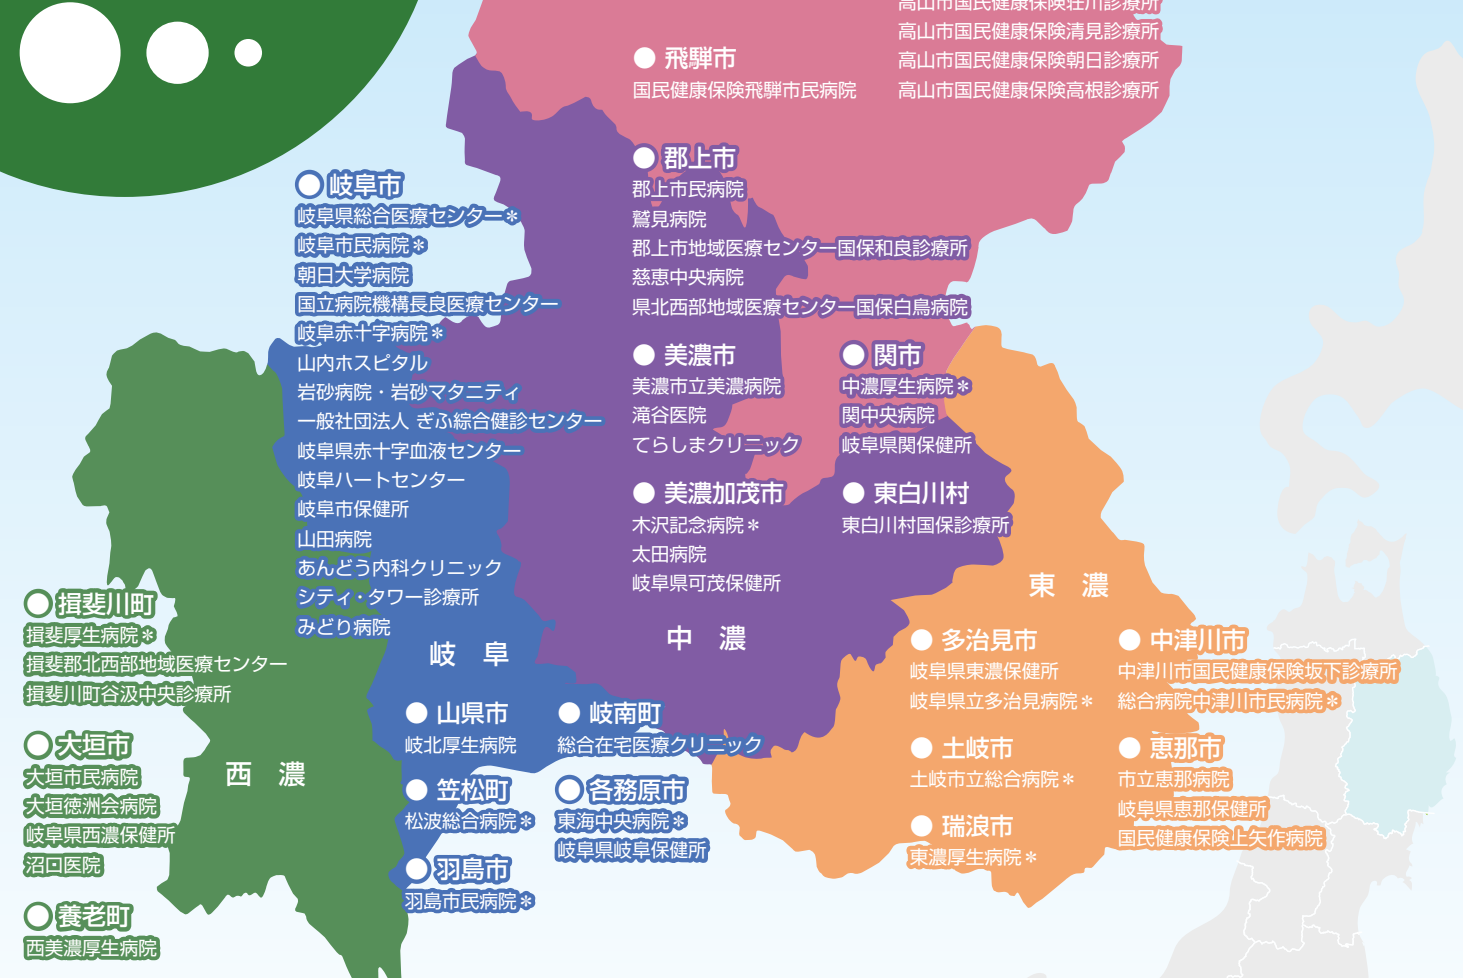 高山市国民健康保険荘川診療所
高山市国民健康保険清見診療所
高山市国民健康保険朝日診療所
高山市国民健康保険高根診療所
● 飛騨市
国民健康保険飛騨市民病院
● 郡上市
郡上市民病院
鷲見病院
郡上市地域医療センター国保和良診療所
慈恵中央病院
県北西部地域医療センター国保白鳥病院
● 岐阜市
岐阜県総合医療センター＊
岐阜市民病院＊
朝日大学病院
国立病院機構長良医療センター
岐阜赤十字病院＊
山内ホスピタル
岩砂病院・岩砂マタニティ
一般社団法人 ぎふ綜合健診センター
岐阜県赤十字血液センター
岐阜ハートセンター
岐阜市保健所
山田病院
あんどう内科クリニック
シティ・タワー診療所
みどり病院
● 美濃市
美濃市立美濃病院
滝谷医院
てらしまクリニック
● 関市
中濃厚生病院＊
関中央病院
岐阜県関保健所
● 美濃加茂市
木沢記念病院＊
太田病院
岐阜県可茂保健所
● 東白川村
東白川村国保診療所
中 濃
岐 阜
東 濃
西 濃
● 揖斐川町
揖斐厚生病院＊
揖斐郡北西部地域医療センター
揖斐川町谷汲中央診療所
● 大垣市
大垣市民病院
大垣徳洲会病院
岐阜県西濃保健所
沼口医院
● 養老町
西美濃厚生病院
● 山県市
岐北厚生病院
● 岐南町
総合在宅医療クリニック
● 笠松町
松波総合病院＊
● 各務原市
東海中央病院＊
岐阜県岐阜保健所
● 羽島市
羽島市民病院＊
● 多治見市
岐阜県東濃保健所
岐阜県立多治見病院＊
● 中津川市
中津川市国民健康保険坂下診療所
総合病院中津川市民病院＊
● 土岐市
土岐市立総合病院＊
● 恵那市
市立恵那病院
岐阜県恵那保健所
国民健康保険上矢作病院
● 瑞浪市
東濃厚生病院＊